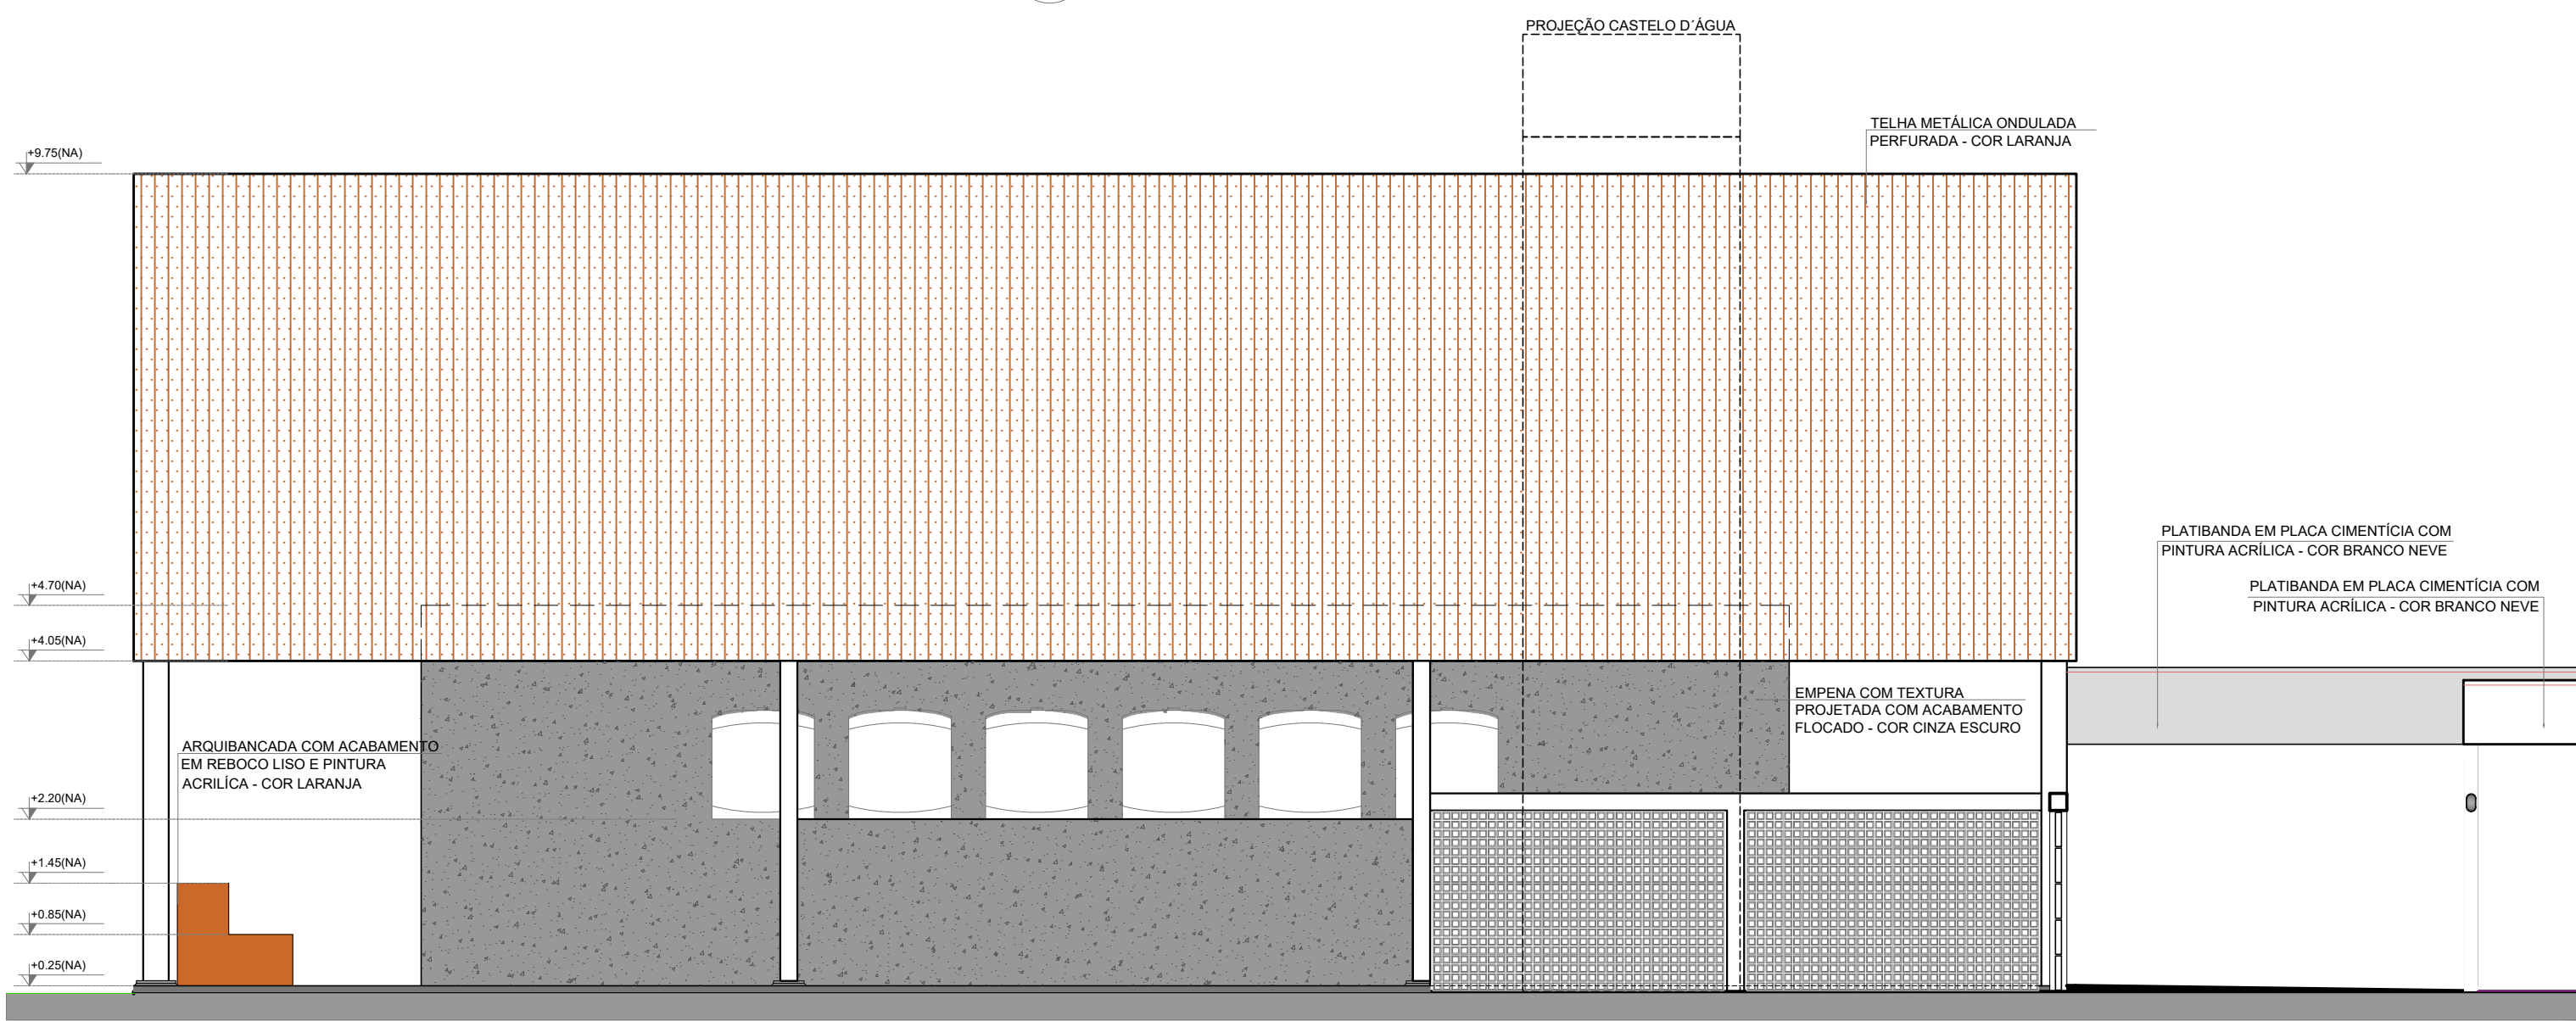 PROJEÇÃO CASTELO D´ÁGUA
TELHA METÁLICA ONDULADA
PERFURADA - COR LARANJA
+9.75(NA)
PLATIBANDA EM PLACA CIMENTÍCIA COM
PINTURA ACRÍLICA - COR BRANCO NEVE
PLATIBANDA EM PLACA CIMENTÍCIA COM
PINTURA ACRÍLICA - COR BRANCO NEVE
+4.70(NA)
+4.05(NA)
EMPENA COM TEXTURA
PROJETADA COM ACABAMENTO
FLOCADO - COR CINZA ESCURO
ARQUIBANCADA COM ACABAMENTO
EM REBOCO LISO E PINTURA
ACRILÍCA - COR LARANJA
+2.20(NA)
+1.45(NA)
+0.85(NA)
+0.25(NA)